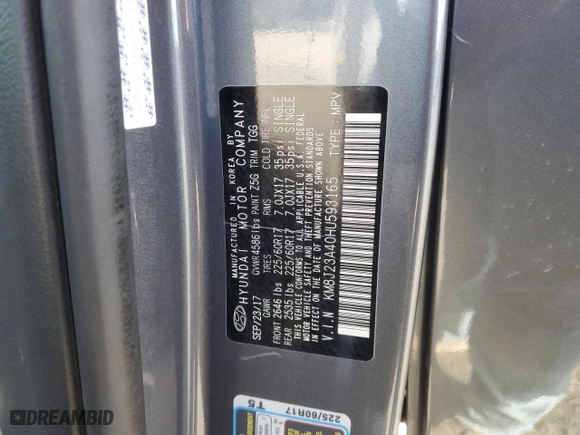 MANUFACTURED IN KOREA BY
HYUNDAI MOTOR COMPANY
SEP/23/17 GVWR 4586 lbs PAINT Z5G TRIM TGG
GAWR TIRES RIMS COLD TIRE INFL
FRONT 2646 lbs 225/60R17 7.0JX17 35psi SINGLE
REAR 2535 lbs 225/60R17 7.0JX17 35psi SINGLE
THIS VEHICLE CONFORMS TO ALL APPLICABLE U.S.A. FEDERAL
MOTOR VEHICLE SAFETY AND THEFT PREVENTION STANDARDS
IN EFFECT ON THE DATE OF MANUFACTURE SHOWN ABOVE.
V.I.N KM8J23A40HU593165 TYPE: MPV
225/60R17
T5
DREAMBID